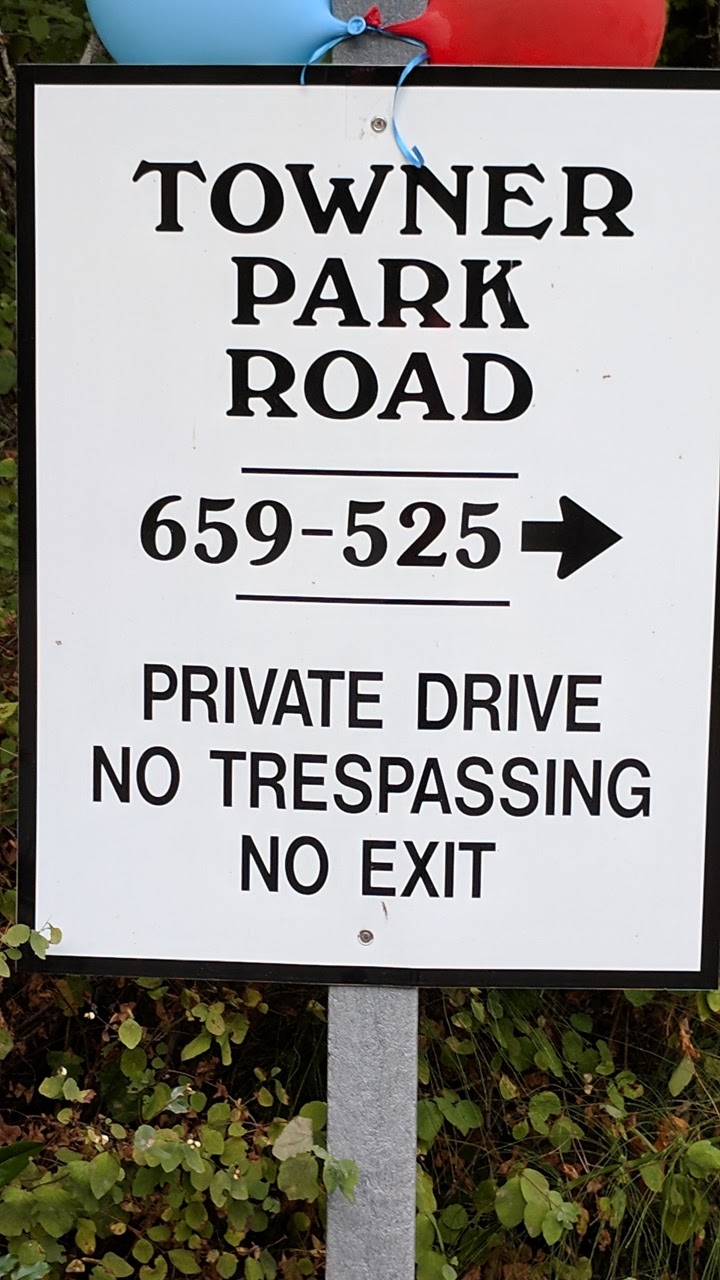 TOWNER
PARK
ROAD
659-525
PRIVATE DRIVE
NO TRESPASSING
NO EXIT